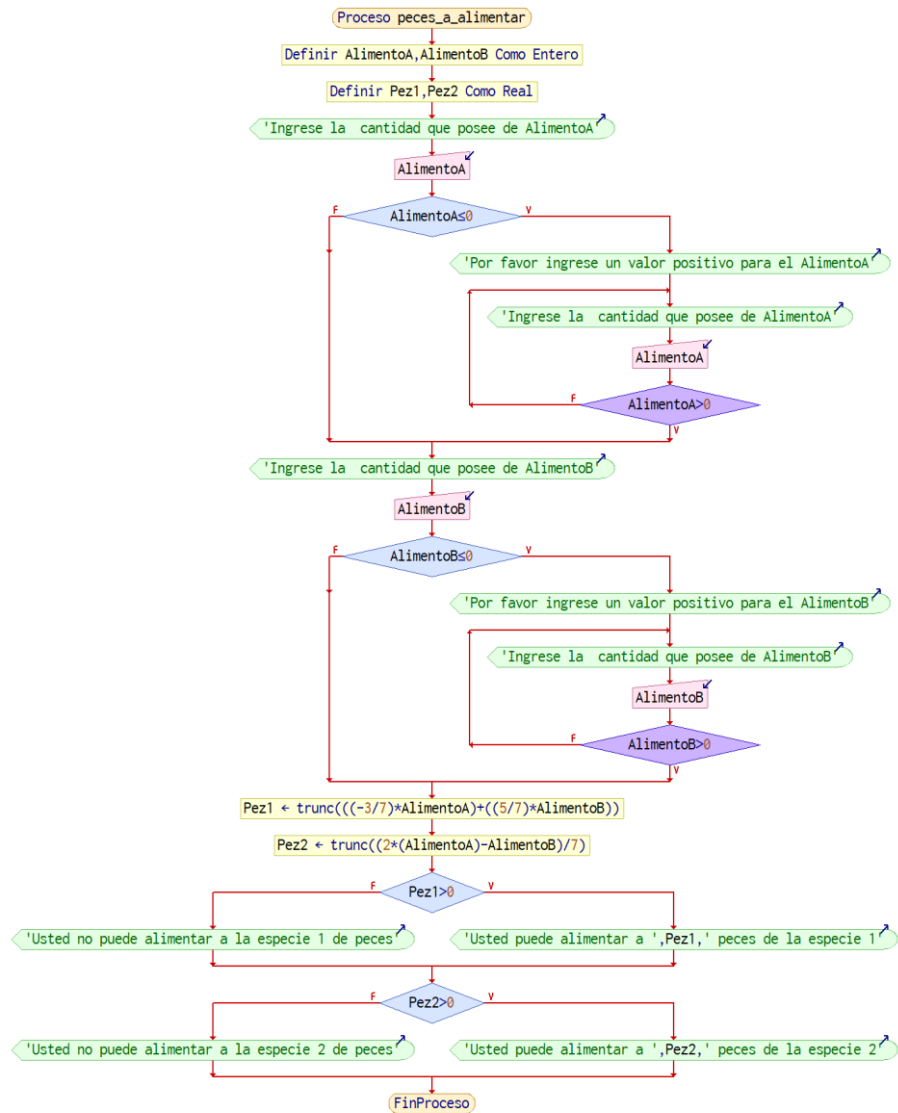 Proceso peces_a_alimentar
Definir AlimentoA,AlimentoB Como Entero
Definir Pez1,Pez2 Como Real
'Ingrese la  cantidad que posee de AlimentoA'
AlimentoA
F
AlimentoA≤0
V
'Por favor ingrese un valor positivo para el AlimentoA'
'Ingrese la  cantidad que posee de AlimentoA'
AlimentoA
F
AlimentoA>0
V
'Ingrese la  cantidad que posee de AlimentoB'
AlimentoB
F
AlimentoB≤0
V
'Por favor ingrese un valor positivo para el AlimentoB'
'Ingrese la  cantidad que posee de AlimentoB'
AlimentoB
F
AlimentoB>0
V
Pez1 ← trunc(((-3/7)*AlimentoA)+((5/7)*AlimentoB))
Pez2 ← trunc((2*(AlimentoA)-AlimentoB)/7)
F
Pez1>0
V
'Usted no puede alimentar a la especie 1 de peces'
'Usted puede alimentar a ',Pez1,' peces de la especie 1'
F
Pez2>0
V
'Usted no puede alimentar a la especie 2 de peces'
'Usted puede alimentar a ',Pez2,' peces de la especie 2'
FinProceso